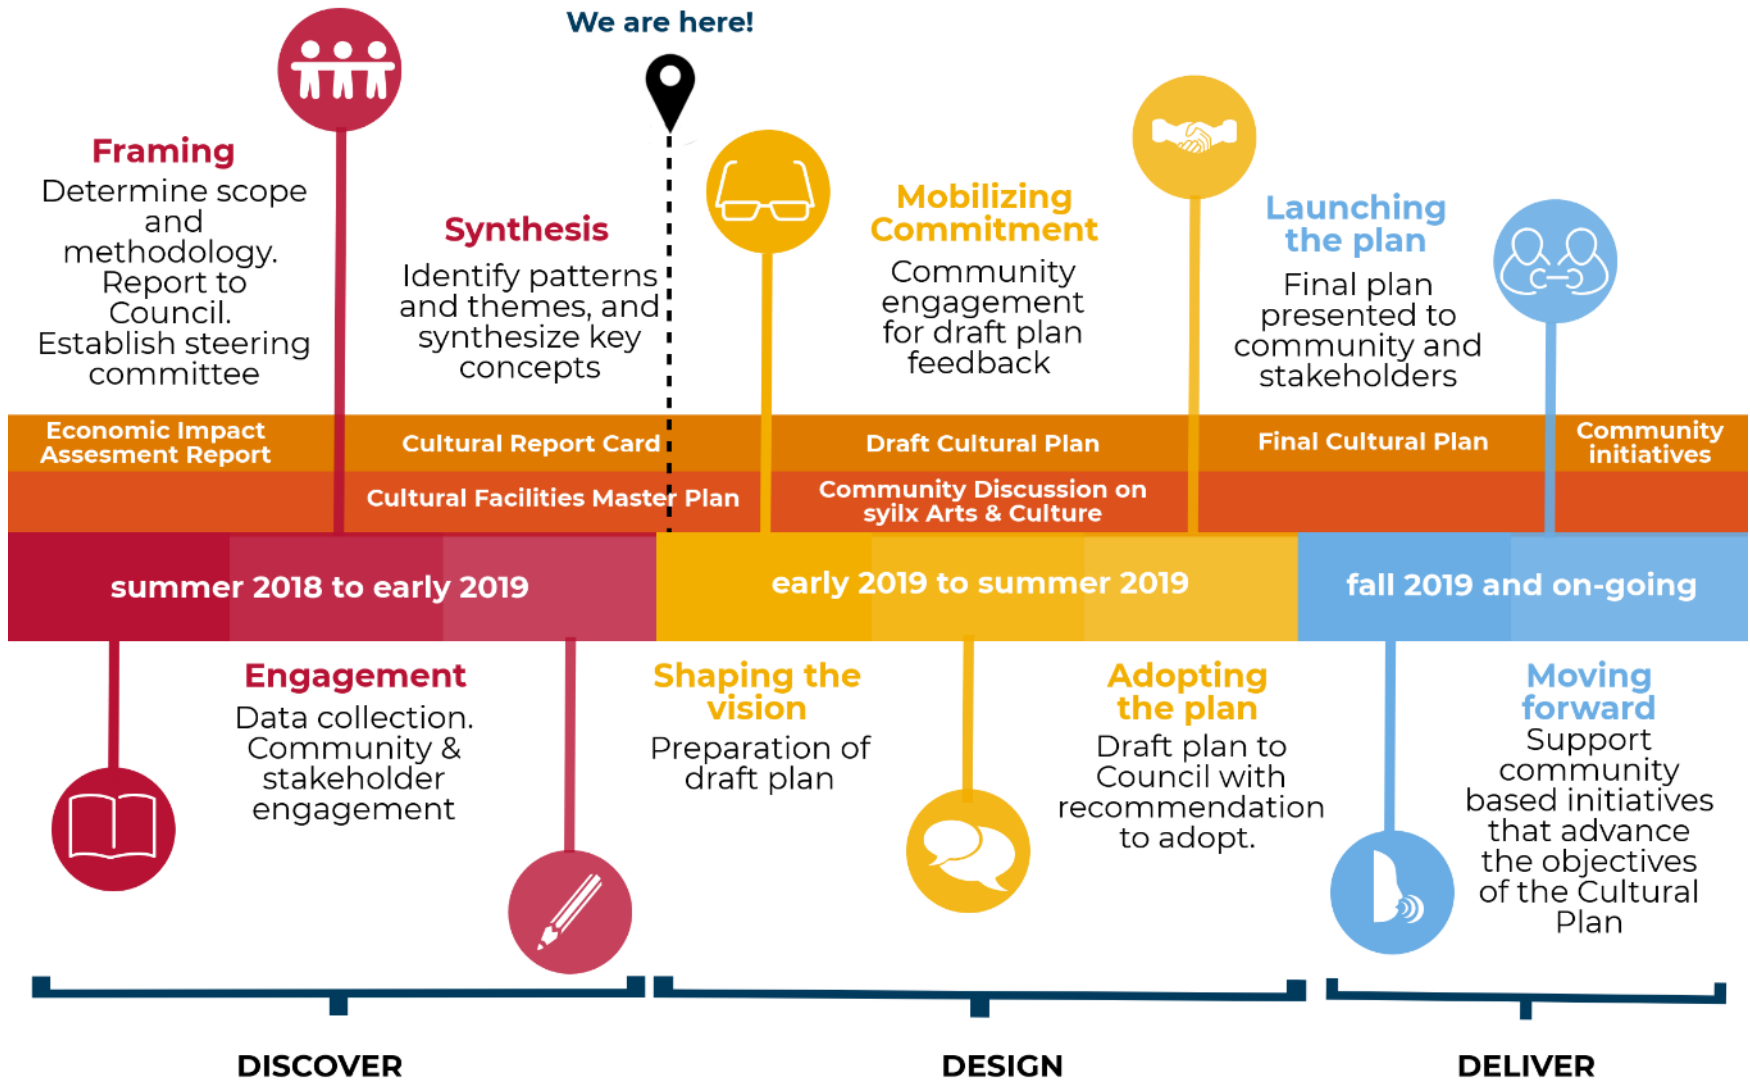 We are here!
Framing
Determine scope
and
methodology.
Report to
Council.
Establish steering
committee
Synthesis
Identify patterns
and themes, and
synthesize key
concepts
Mobilizing
Commitment
Community
engagement
for draft plan
feedback
Launching
the plan
Final plan
presented to
community and
stakeholders
Economic Impact
Assesment Report
Cultural Report Card
Draft Cultural Plan
Final Cultural Plan
Community
initiatives
Cultural Facilities Master Plan
Community Discussion on
syilx Arts & Culture
summer 2018 to early 2019
early 2019 to summer 2019
fall 2019 and on-going
Engagement
Data collection.
Community &
stakeholder
engagement
Shaping the
vision
Preparation of
draft plan
Adopting
the plan
Draft plan to
Council with
recommendation
to adopt.
Moving
forward
Support
community
based initiatives
that advance
the objectives
of the Cultural
Plan
DISCOVER
DESIGN
DELIVER